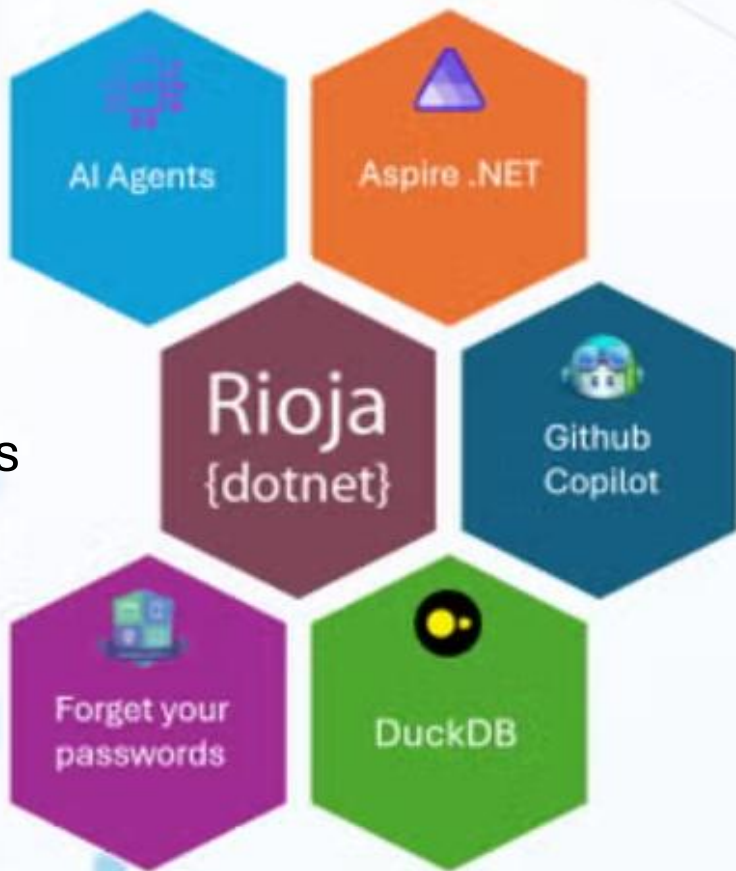 AI Agents
Aspire .NET
s
Rioja
{dotnet}
Github
Copilot
Forget your
passwords
DuckDB